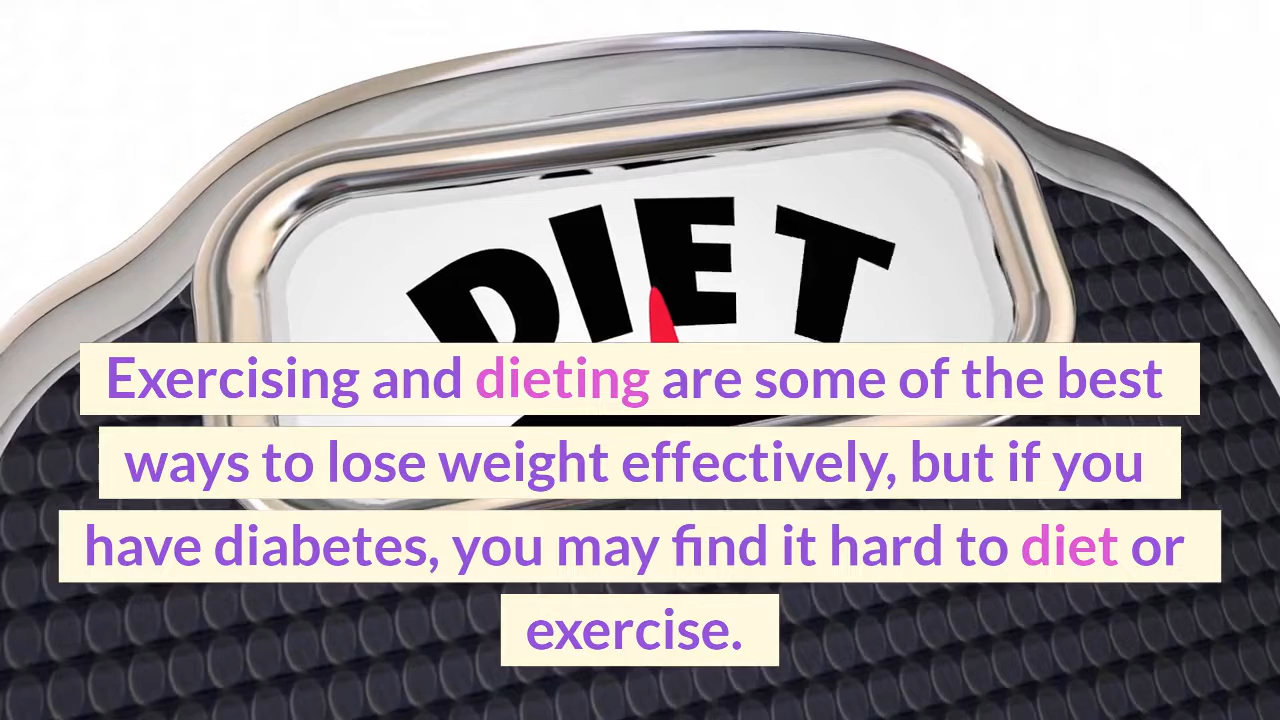 DIET
Exercising and dieting are some of the best
ways to lose weight effectively, but if you
have diabetes, you may find it hard to diet or
exercise.